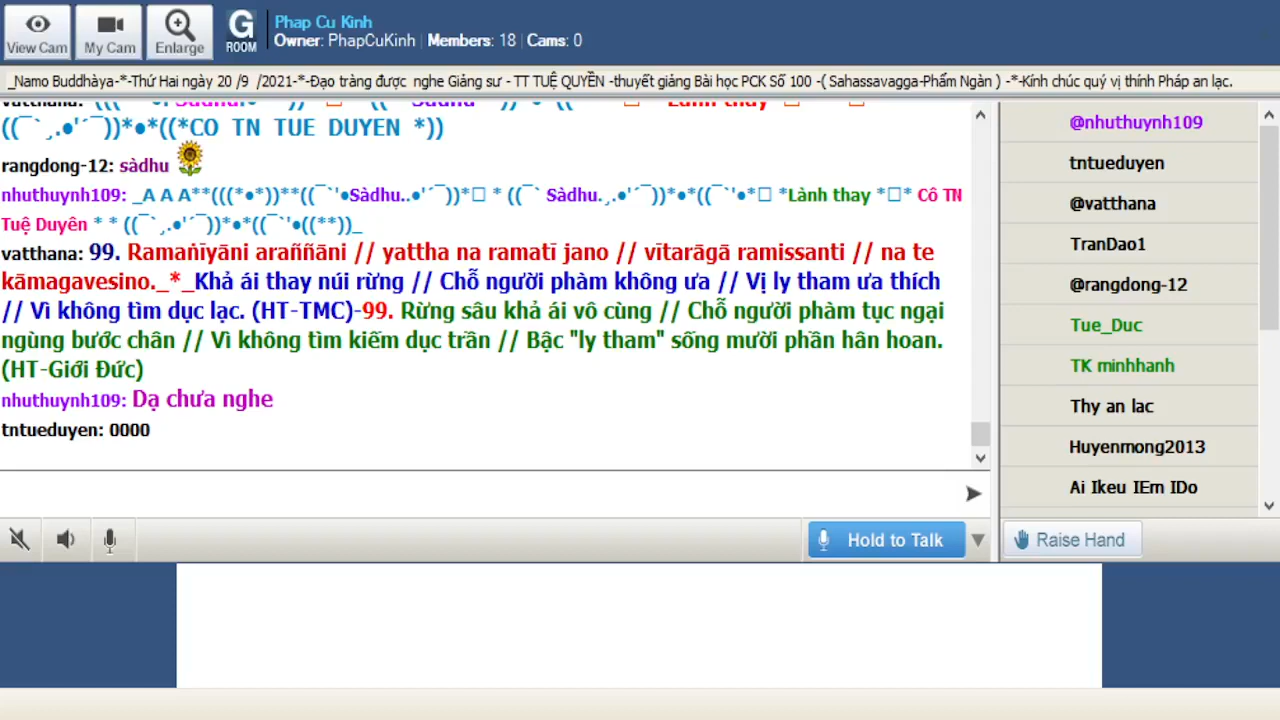 View Cam
My Cam
Enlarge
G
ROOM
Phap Cu Kinh
Owner: PhapCuKinh | Members: 18 | Cams: 0
_Namo Buddhàya-*-Thứ Hai ngày 20 /9 /2021-*-Đạo tràng được nghe Giảng sư - TT TUỆ QUYỀN -thuyết giảng Bài học PCK Số 100 -( Sahassavagga-Phẩm Ngàn ) -*-Kính chúc quý vị thính Pháp an lạc.
vatthana:
((¯`¸.●'´¯))*●*((*CO TN TUE DUYEN *))
rangdong-12: sàdhu
nhuthuynh109: _A A A**(((*●*))**((¯`'●Sàdhu..●'´¯))*□ * ((¯` Sàdhu.¸.●'´¯))*●*((¯`'●*□ *Lành thay *□* Cô TN
Tuệ Duyên * * ((¯`¸.●'´¯))*●*((¯`'●((**))_
vatthana: 99. Ramaṅīyāni araññāni // yattha na ramatī jano // vītarāgā ramissanti // na te
kāmagavesino._*_Khả ái thay núi rừng // Chỗ người phàm không ưa // Vị ly tham ưa thích
// Vì không tìm dục lạc. (HT-TMC)-99. Rừng sâu khả ái vô cùng // Chỗ người phàm tục ngại
ngùng bước chân // Vì không tìm kiếm dục trần // Bậc "ly tham" sống mười phần hân hoan.
(HT-Giới Đức)
nhuthuynh109: Dạ chưa nghe
tntueduyen: 0000
@nhuthuynh109
tntueduyen
@vatthana
TranDao1
@rangdong-12
Tue_Duc
TK minhhanh
Thy an lac
Huyenmong2013
Ai Ikeu IEm IDo
Hold to Talk
Raise Hand